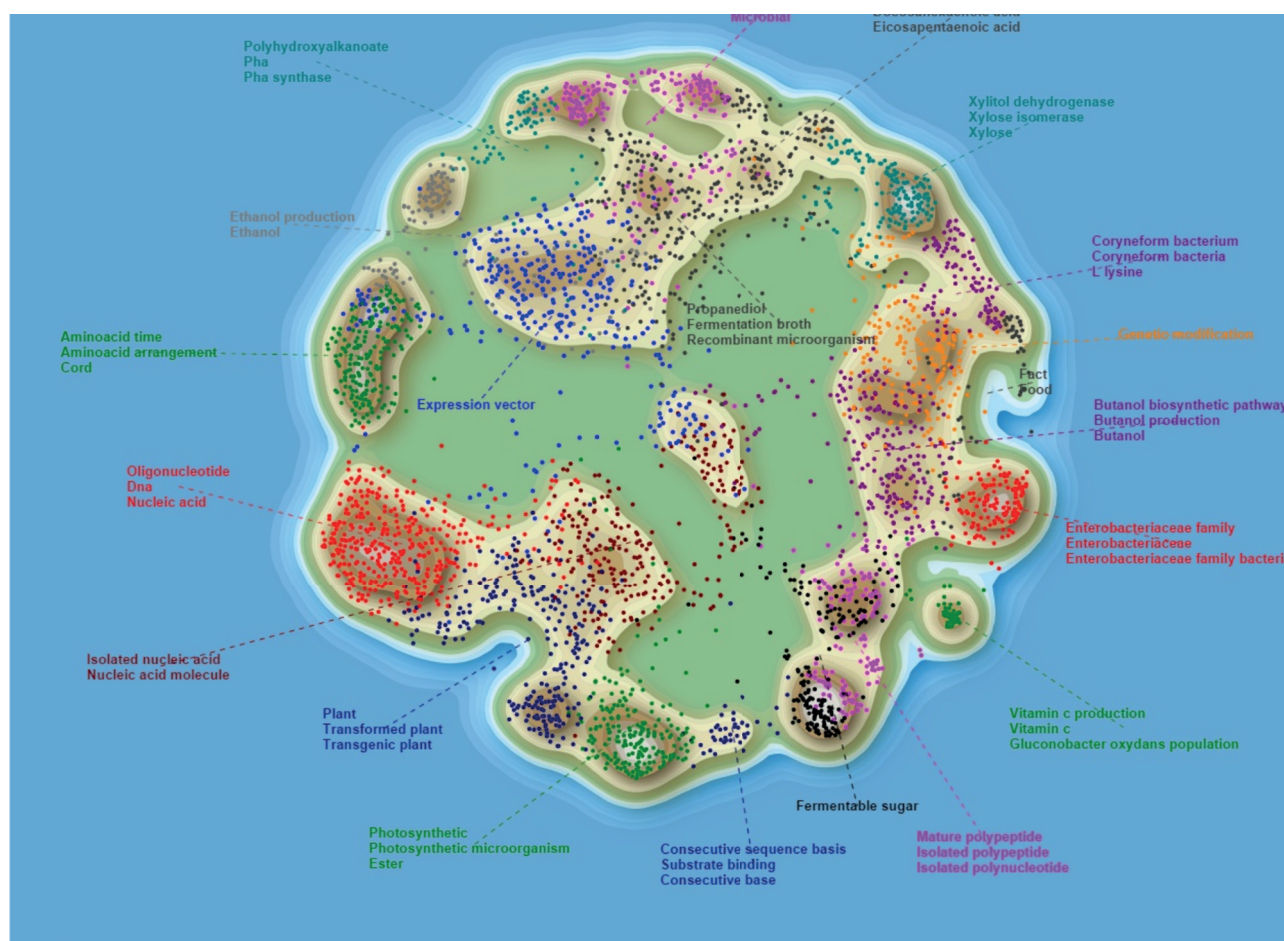 Microbial
Docosahexaenoic acid
Eicosapentaenoic acid
Polyhydroxyalkanoate
Pha
Pha synthase
Xylitol dehydrogenase
Xylose isomerase
Xylose
Ethanol production
Ethanol
Coryneform bacterium
Coryneform bacteria
L lysine
Propanediol
Fermentation broth
Recombinant microorganism
Aminoacid time
Aminoacid arrangement
Cord
Genetic modification
Fact
Food
Expression vector
Butanol biosynthetic pathway
Butanol production
Butanol
Oligonucleotide
Dna
Nucleic acid
Enterobacteriaceae family
Enterobacteriaceae
Enterobacteriaceae family bacteri
Isolated nucleic acid
Nucleic acid molecule
Plant
Transformed plant
Transgenic plant
Vitamin c production
Vitamin c
Gluconobacter oxydans population
Fermentable sugar
Photosynthetic
Photosynthetic microorganism
Ester
Consecutive sequence basis
Substrate binding
Consecutive base
Mature polypeptide
Isolated polypeptide
Isolated polynucleotide